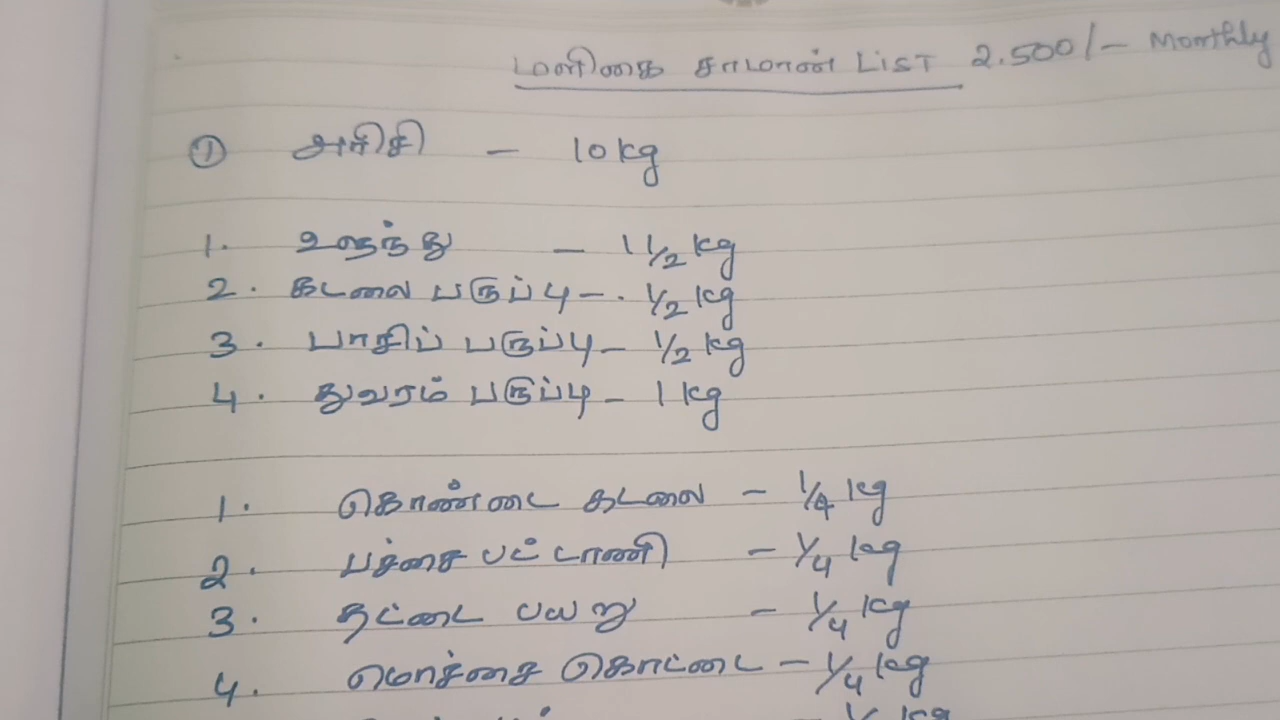 மளிகை சாமான் LIST 2.500/- Monthly
① அரிசி - 10 kg
1. உளுந்து - 1 1/2 kg
2. கடலை பருப்பு - . 1/2 kg
3. பாசிப் பருப்பு - 1/2 kg
4. துவரம் பருப்பு - 1 kg
1. கொண்டை கடலை - 1/4 kg
2. பச்சை பட்டாணி - 1/4 kg
3. தட்டை பயறு - 1/4 kg
4. மொச்சை கொட்டை - 1/4 kg